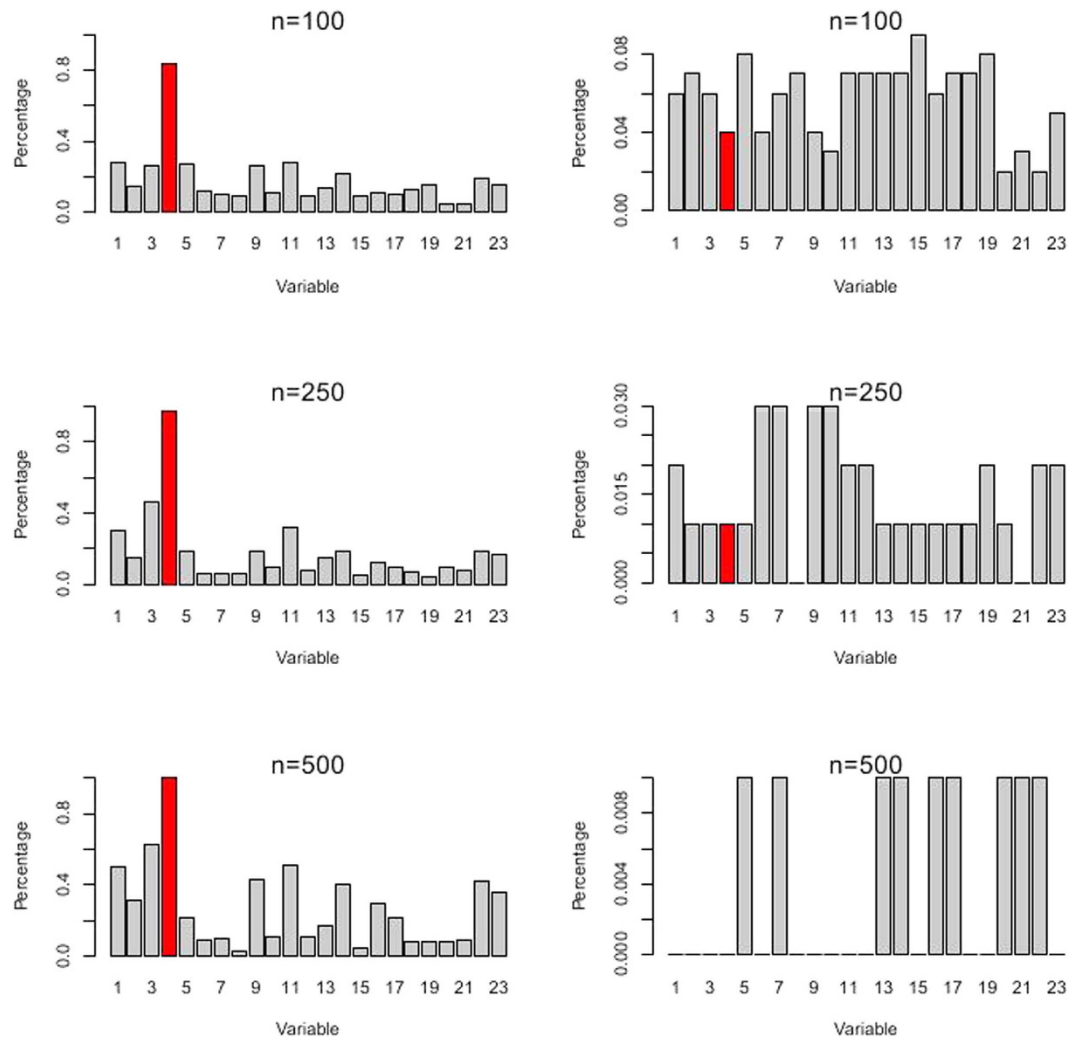 n=100
Percentage
0.8
0.4
0.0
1 3 5 7 9 11 13 15 17 19 21 23
Variable
n=100
Percentage
0.08
0.04
0.00
1 3 5 7 9 11 13 15 17 19 21 23
Variable
n=250
Percentage
0.8
0.4
0.0
1 3 5 7 9 11 13 15 17 19 21 23
Variable
n=250
Percentage
0.030
0.015
0.000
1 3 5 7 9 11 13 15 17 19 21 23
Variable
n=500
Percentage
0.8
0.4
0.0
1 3 5 7 9 11 13 15 17 19 21 23
Variable
n=500
Percentage
0.008
0.004
0.000
1 3 5 7 9 11 13 15 17 19 21 23
Variable